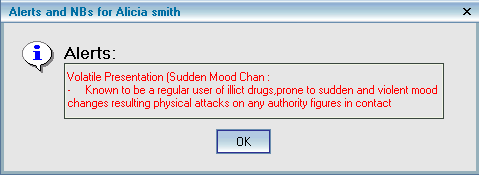 Alerts and NBs for Alicia smith
Alerts:
Volatile Presentation (Sudden Mood Chan :
- Known to be a regular user of illict drugs,prone to sudden and violent mood
changes resulting physical attacks on any authority figures in contact
OK